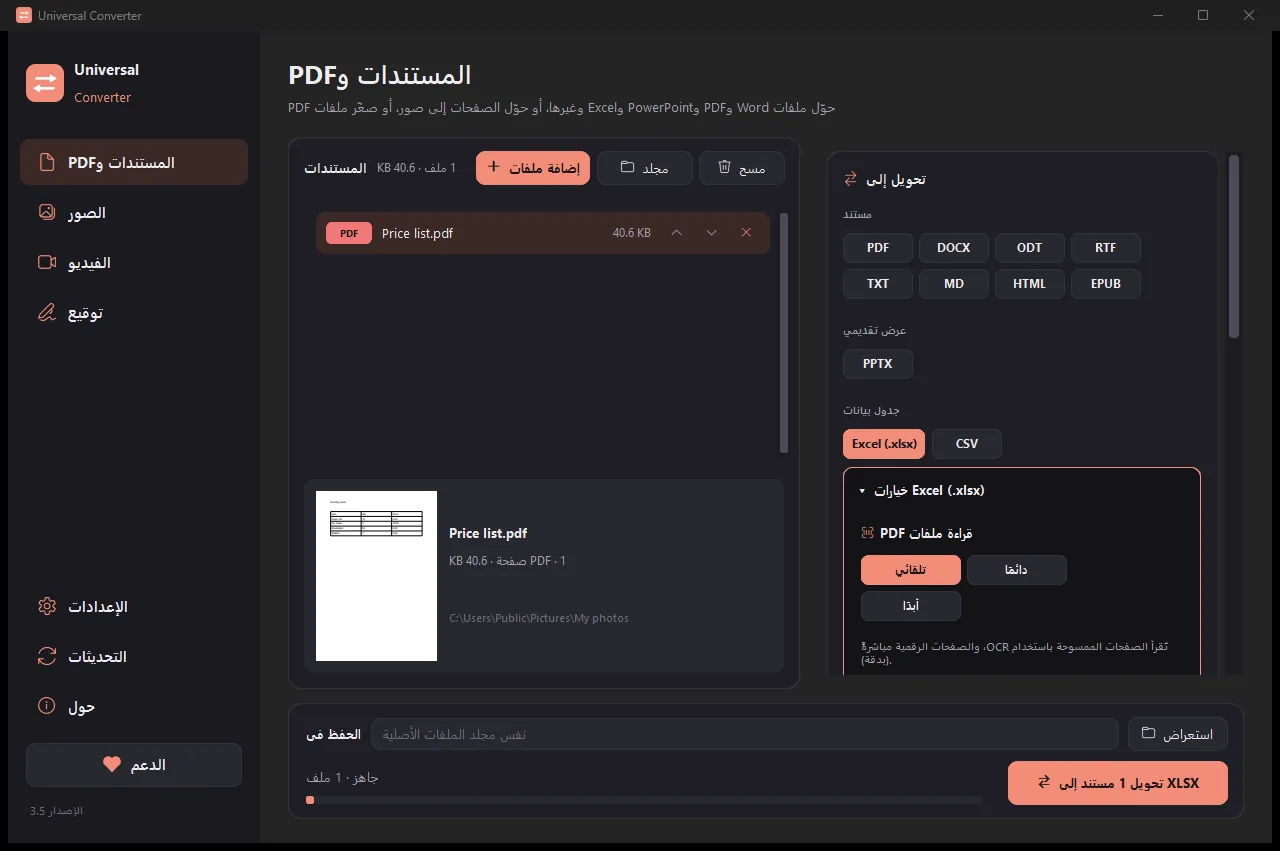 Universal Converter
Universal
Converter
المستندات وPDF
الصور
الفيديو
توقيع
الإعدادات
التحديثات
حول
الدعم
الإصدار 3.5
المستندات وPDF
حوّل ملفات Word وPDF وPowerPoint وExcel وغيرها، أو حوّل الصفحات إلى صور، أو صغّر ملفات PDF
المستندات
1 ملف · 40.6 KB
إضافة ملفات
مجلد
مسح
PDF Price list.pdf 40.6 KB
Price list.pdf
PDF · 1 صفحة · 40.6 KB
C:\Users\Public\Pictures\My photos
تحويل إلى
مستند
PDF DOCX ODT RTF
TXT MD HTML EPUB
عرض تقديمي
PPTX
جدول بيانات
Excel (.xlsx) CSV
خيارات Excel (.xlsx)
قراءة ملفات PDF
تلقائي دائمًا
أبدًا
تُقرأ الصفحات الممسوحة باستخدام OCR، والصفحات الرقمية مباشرةً
(بدقة).
الحفظ في
نفس مجلد الملفات الأصلية
استعراض
جاهز · 1 ملف
تحويل 1 مستند إلى XLSX